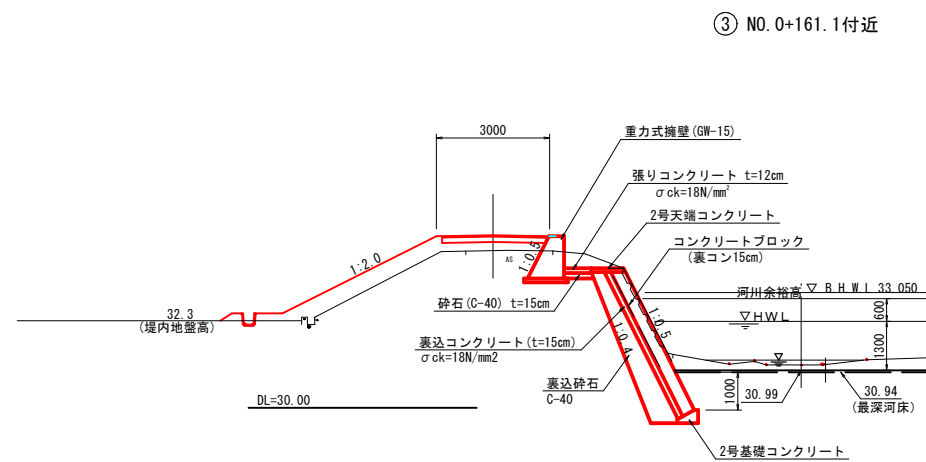 ③ NO.0+161.1付近
3000
重力式擁壁(GW-15)
張りコンクリート t=12cm
σck=18N/mm²
2号天端コンクリート
コンクリートブロック
(裏コン15cm)
1:2.0
AS
1:0.5
河川余裕高
▽ B.H.W.L 33.050
600
▽HWL
1300
砕石(C-40) t=15cm
32.3
(堤内地盤高)
裏込コンクリート(t=15cm)
σck=18N/mm2
1:0.4
1:0.5
裏込砕石
C-40
1000
30.99
30.94
(最深河床)
DL=30.00
2号基礎コンクリート